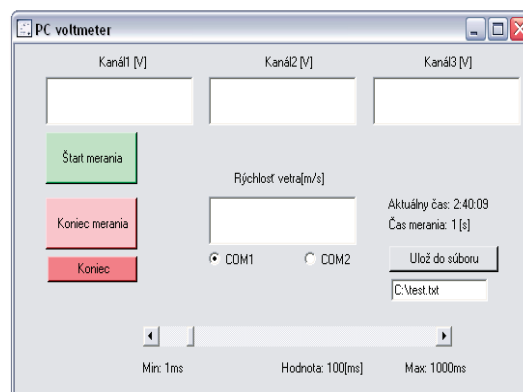 PC voltmeter
Kanál1 [V] Kanál2 [V] Kanál3 [V]
Štart merania
Rýchlosť vetra[m/s]
Koniec merania
Aktuálny čas: 2:40:09
Čas merania: 1 [s]
COM1 COM2
Ulož do súboru
Koniec
C:\test.txt
Min: 1ms Hodnota: 100[ms] Max: 1000ms